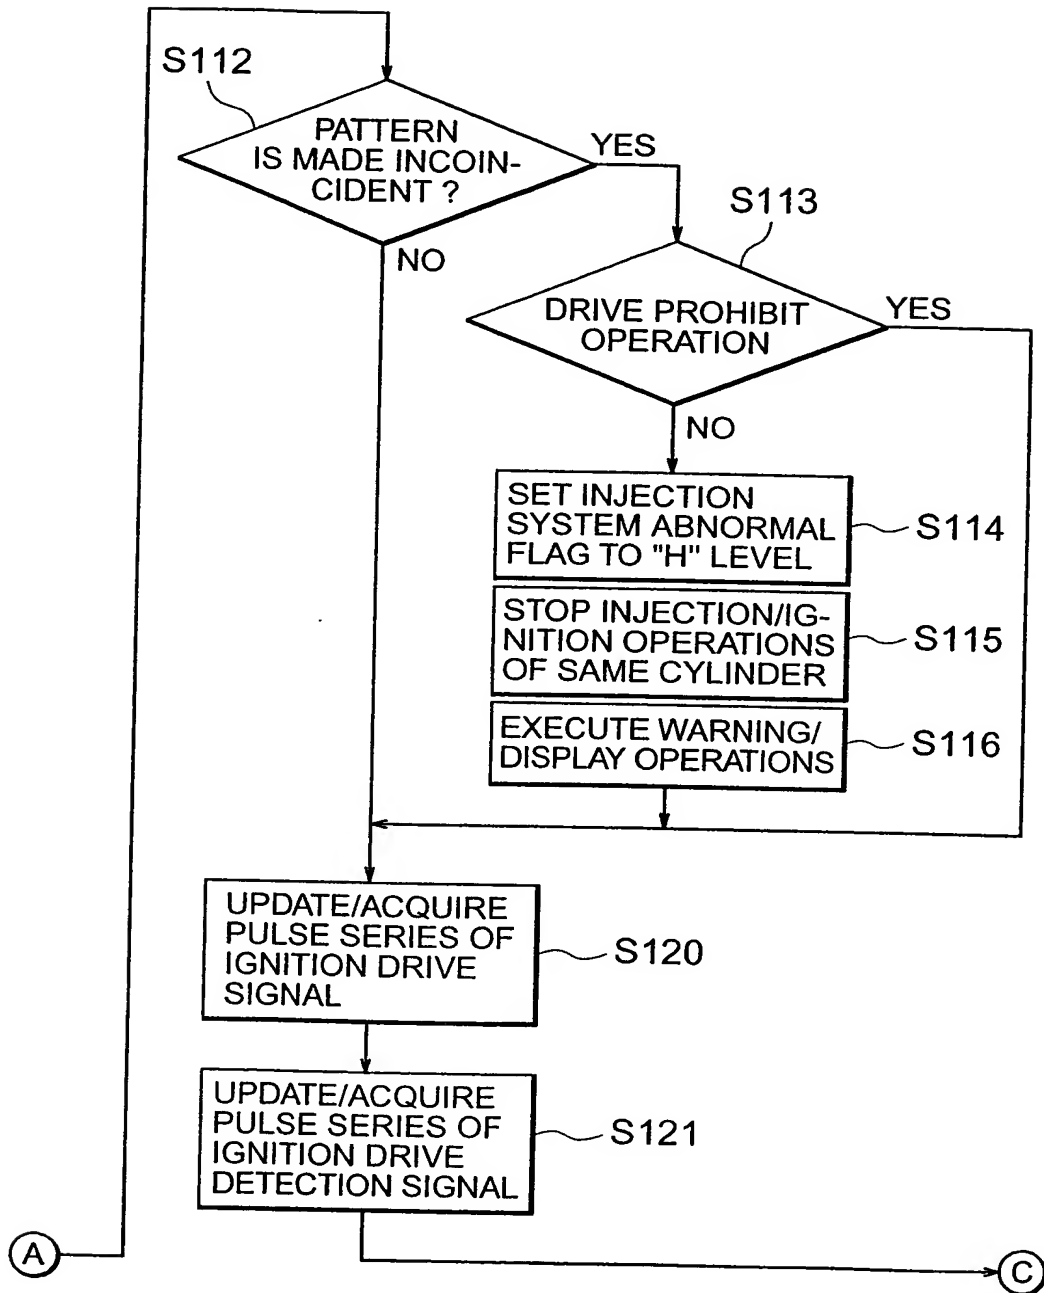 S112
PATTERN
IS MADE INCOIN-
CIDENT ?
YES
NO
S113
DRIVE PROHIBIT
OPERATION
YES
NO
SET INJECTION
SYSTEM ABNORMAL
FLAG TO "H" LEVEL
S114
STOP INJECTION/IG-
NITION OPERATIONS
OF SAME CYLINDER
S115
EXECUTE WARNING/
DISPLAY OPERATIONS
S116
UPDATE/ACQUIRE
PULSE SERIES OF
IGNITION DRIVE
SIGNAL
S120
UPDATE/ACQUIRE
PULSE SERIES OF
IGNITION DRIVE
DETECTION SIGNAL
S121
A
C